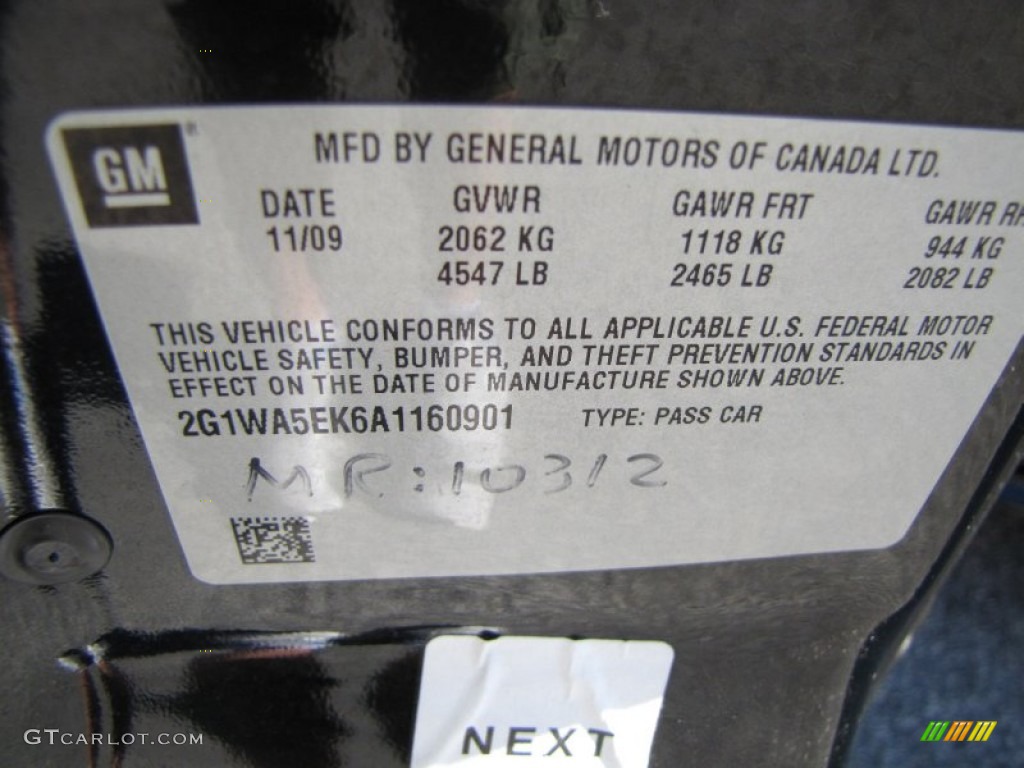 GM
MFD BY GENERAL MOTORS OF CANADA LTD.
DATE GVWR GAWR FRT GAWR
11/09 2062 KG 1118 KG 944 KG
4547 LB 2465 LB 2082 LB
THIS VEHICLE CONFORMS TO ALL APPLICABLE U.S. FEDERAL MOTOR
VEHICLE SAFETY, BUMPER, AND THEFT PREVENTION STANDARDS IN
EFFECT ON THE DATE OF MANUFACTURE SHOWN ABOVE.
2G1WA5EK6A1160901 TYPE: PASS CAR
MR:10312
NEXT
GTCARLOT.COM